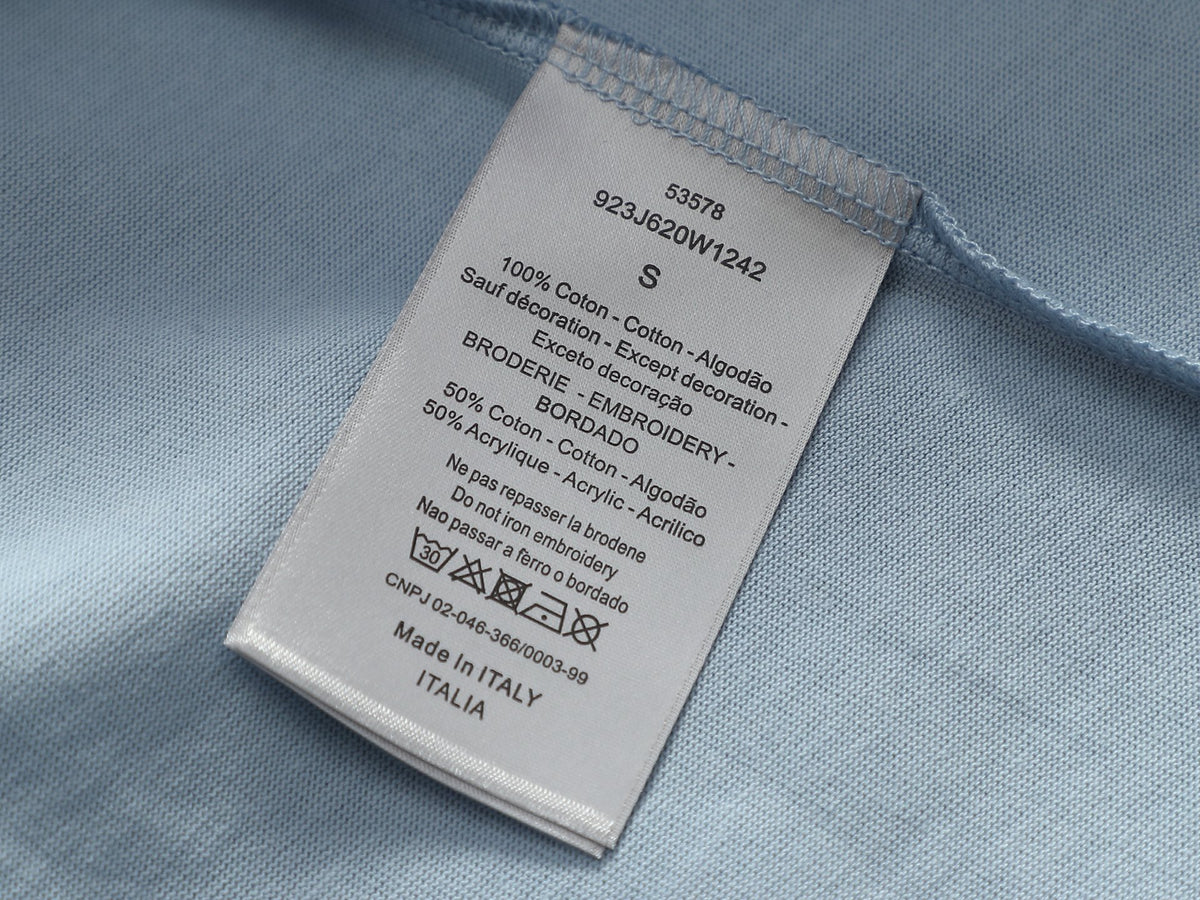 53578
923J620W1242
S
100% Coton - Cotton - Algodão
Sauf décoration - Except decoration -
Exceto decoração
BRODERIE - EMBROIDERY -
BORDADO
50% Coton - Cotton - Algodão
50% Acrylique - Acrylic - Acrilico
Ne pas repasser la brodene
Do not iron embroidery
Nao passar a ferro o bordado
30
CNPJ 02-046-366/0003-99
Made In ITALY
ITALIA